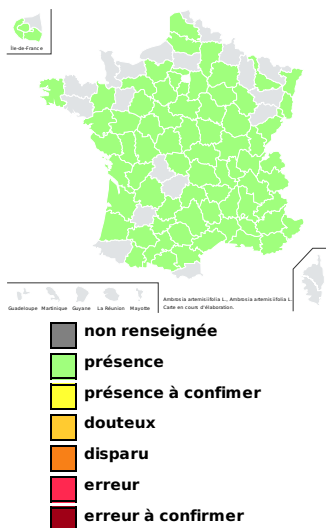 Île-de-France
Guadeloupe Martinique Guyane La Réunion Mayotte
Ambrosia artemisiifolia L., Ambrosia artemisiifolia L.
Carte en cours d'élaboration.
non renseignée
présence
présence à confimer
douteux
disparu
erreur
erreur à confirmer